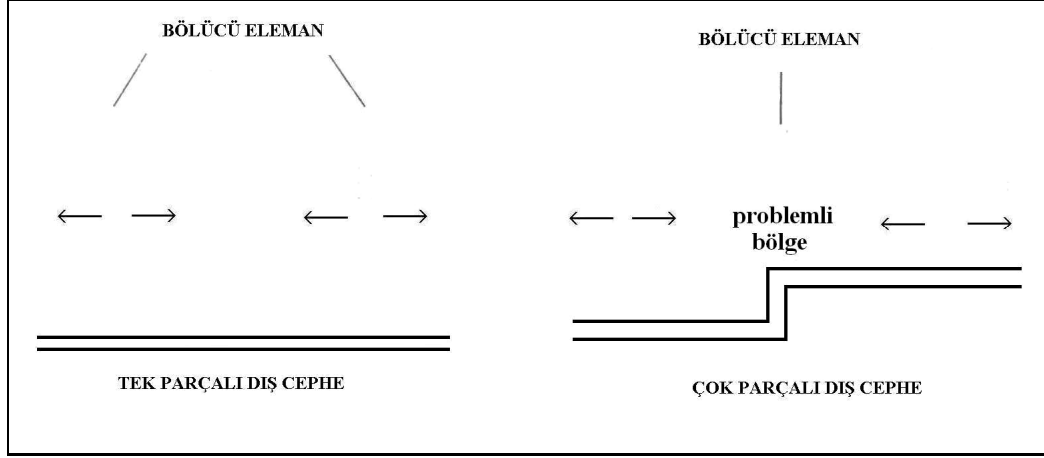 BÖLÜCÜ ELEMAN
BÖLÜCÜ ELEMAN
problemli
bölge
TEK PARÇALI DIŞ CEPHE
ÇOK PARÇALI DIŞ CEPHE